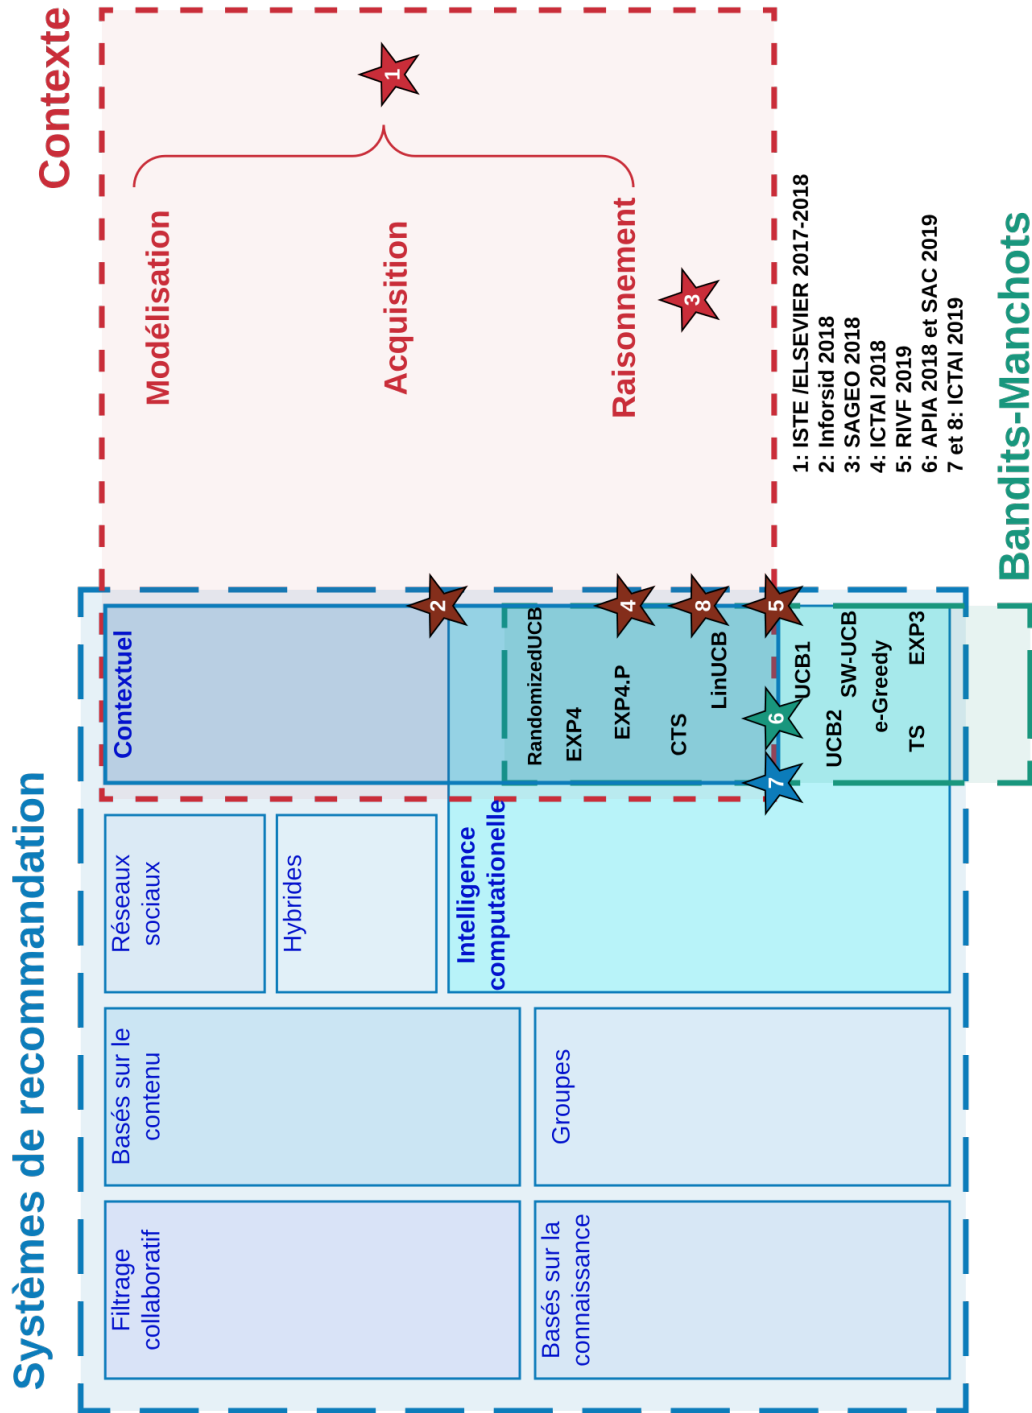 Systèmes de recommandation
Contexte
Filtrage
collaboratif
Basés sur le
contenu
Réseaux
sociaux
Hybrides
Contextuel
Modélisation
Acquisition
Raisonnement
1
2
3
Basés sur la
connaissance
Groupes
Intelligence
computationelle
RandomizedUCB
EXP4
EXP4.P
CTS
LinUCB
4
8
5
6
7
UCB1
UCB2
SW-UCB
e-Greedy
TS
EXP3
1: ISTE /ELSEVIER 2017-2018
2: Inforsid 2018
3: SAGEO 2018
4: ICTAI 2018
5: RIVF 2019
6: APIA 2018 et SAC 2019
7 et 8: ICTAI 2019
Bandits-Manchots